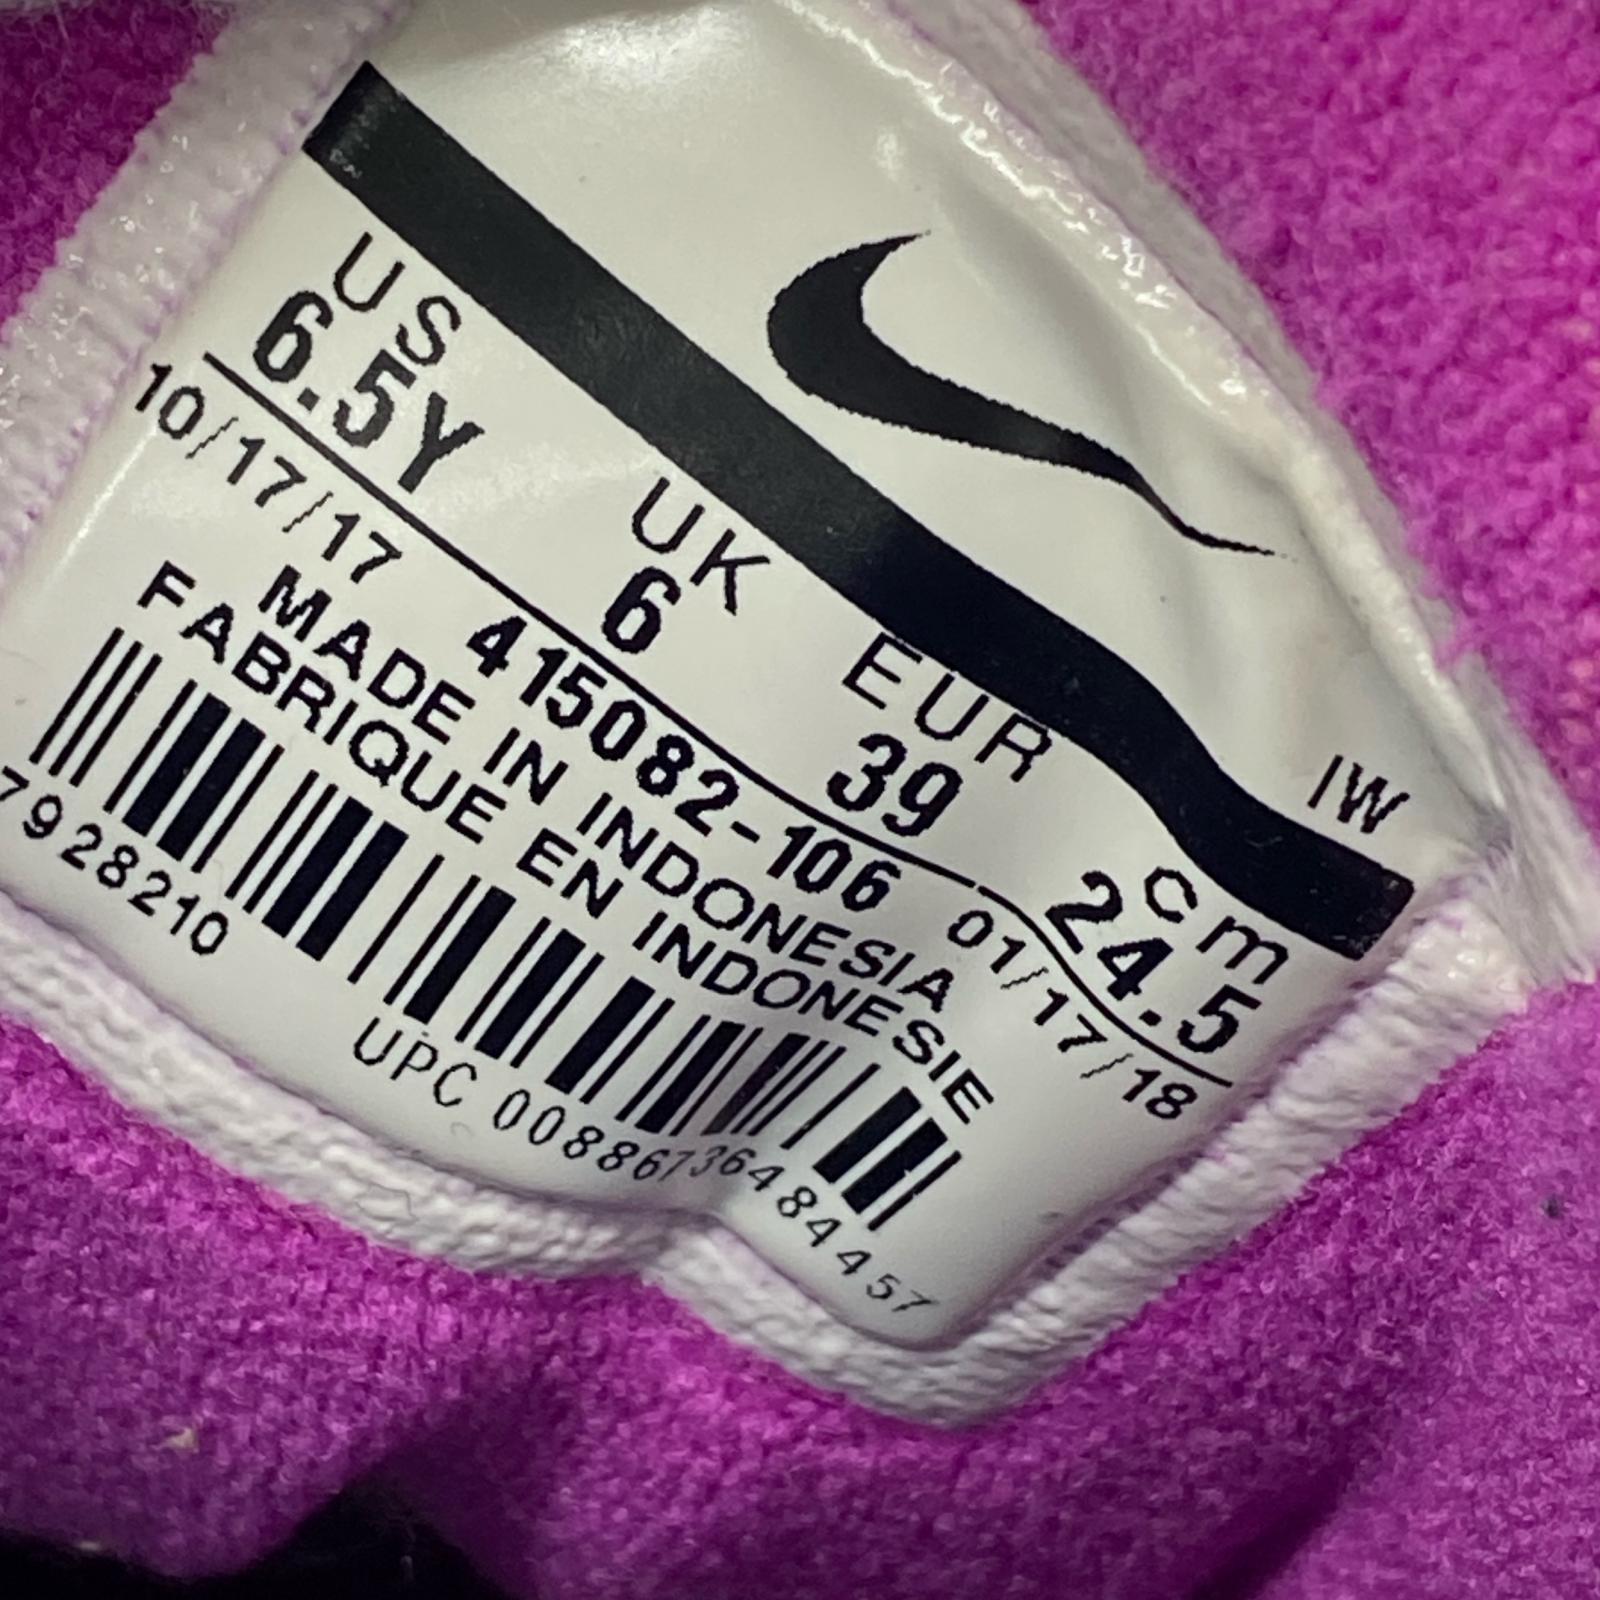 IW
US UK EUR cm
6.5Y 6 39 24.5
10/17/17 415082-106 01/17/18
MADE IN INDONESIA
FABRIQUE EN INDONESIE
7928210
UPC 00886736484457